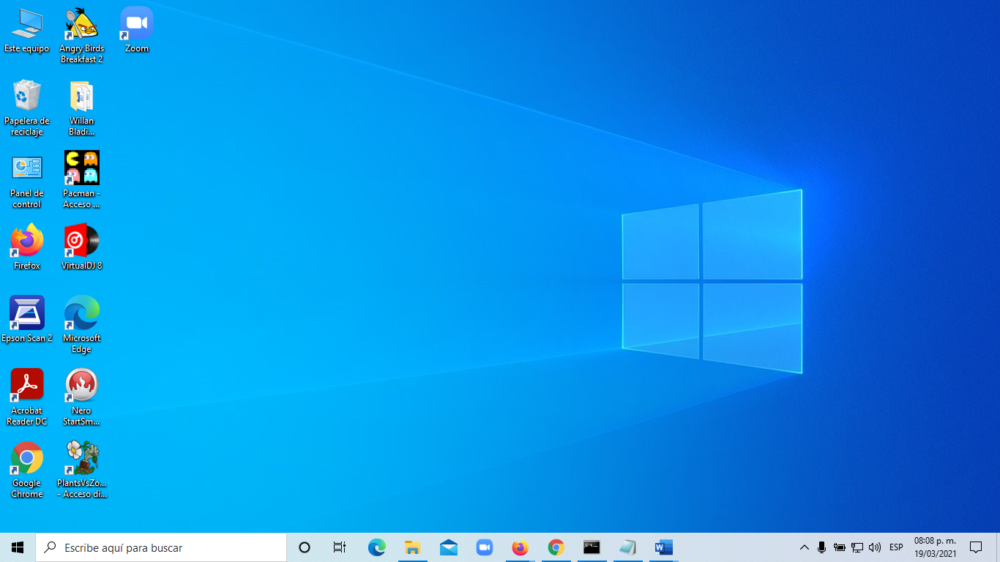 Este equipo
Angry Birds
Breakfast 2
Zoom
Papelera de
reciclaje
Willan
Bladi...
Panel de
control
Pacman -
Acceso ...
Firefox
VirtualDJ 8
Epson Scan 2
Microsoft
Edge
Acrobat
Reader DC
Nero
StartSm...
Google
Chrome
PlantsVsZo...
- Acceso di...
Escribe aquí para buscar
ESP
08:08 p. m.
19/03/2021